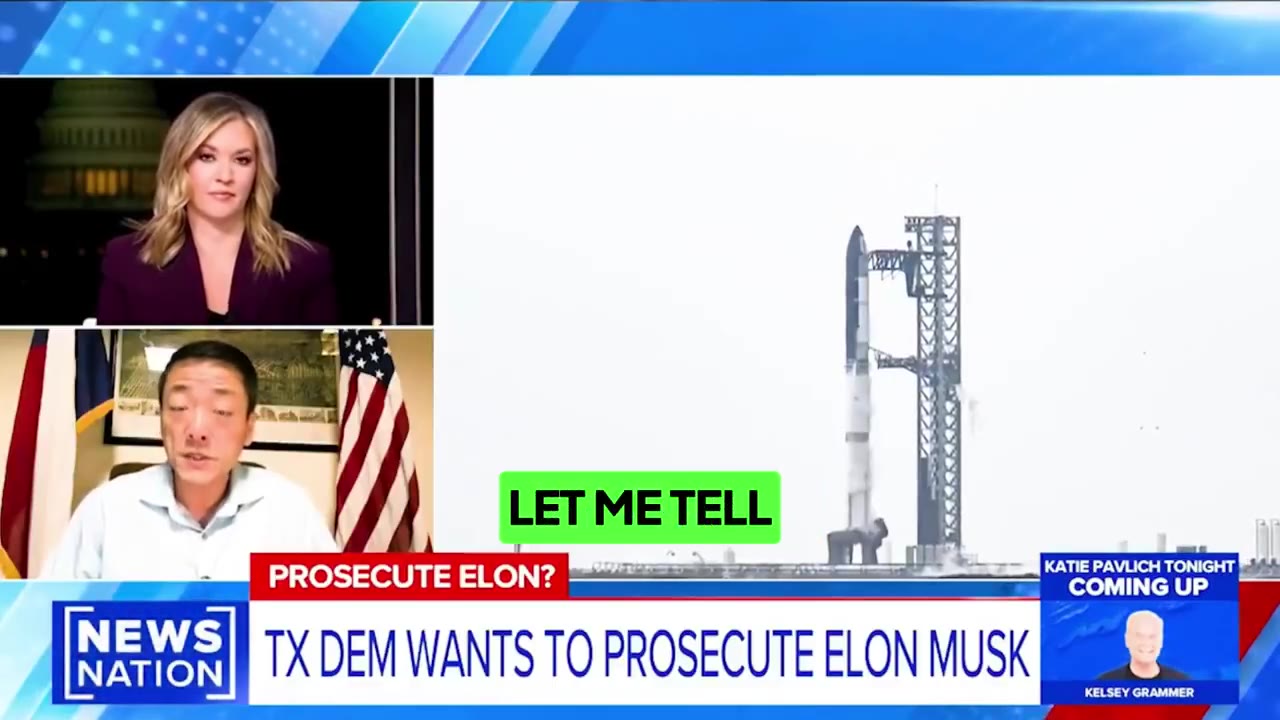 LET ME TELL
PROSECUTE ELON?
TX DEM WANTS TO PROSECUTE ELON MUSK
NEWS
NATION
KATIE PAVLICH TONIGHT
COMING UP
KELSEY GRAMMER